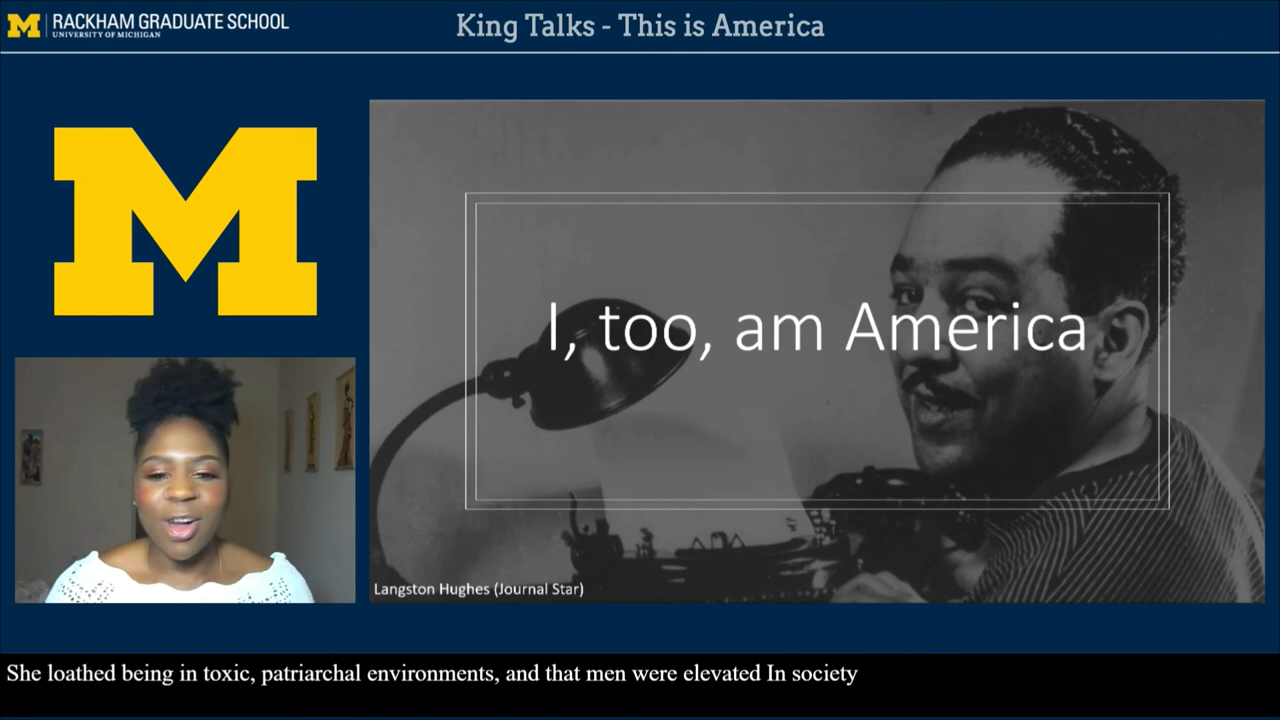 M
RACKHAM GRADUATE SCHOOL
UNIVERSITY OF MICHIGAN
King Talks - This is America
M
I, too, am America
Langston Hughes (Journal Star)
She loathed being in toxic, patriarchal environments, and that men were elevated In society